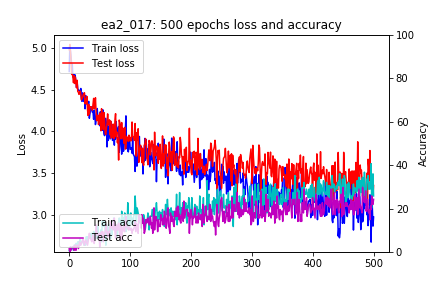 ea2_017: 500 epochs loss and accuracy
5.0
4.5
4.0
3.5
3.0
Loss
100
80
60
40
20
0
Accuracy
Train loss
Test loss
Train acc
Test acc
0 100 200 300 400 500